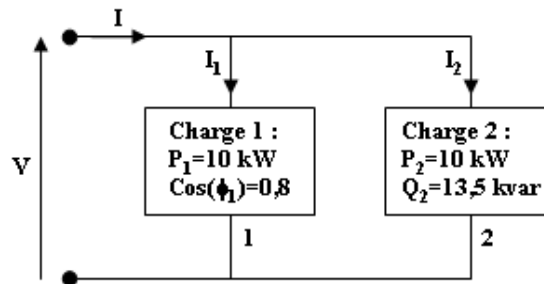 I
I₁
I₂
V
Charge 1 :
P₁=10 kW
Cos(ϕ₁)=0,8
Charge 2 :
P₂=10 kW
Q₂=13,5 kvar
1
2